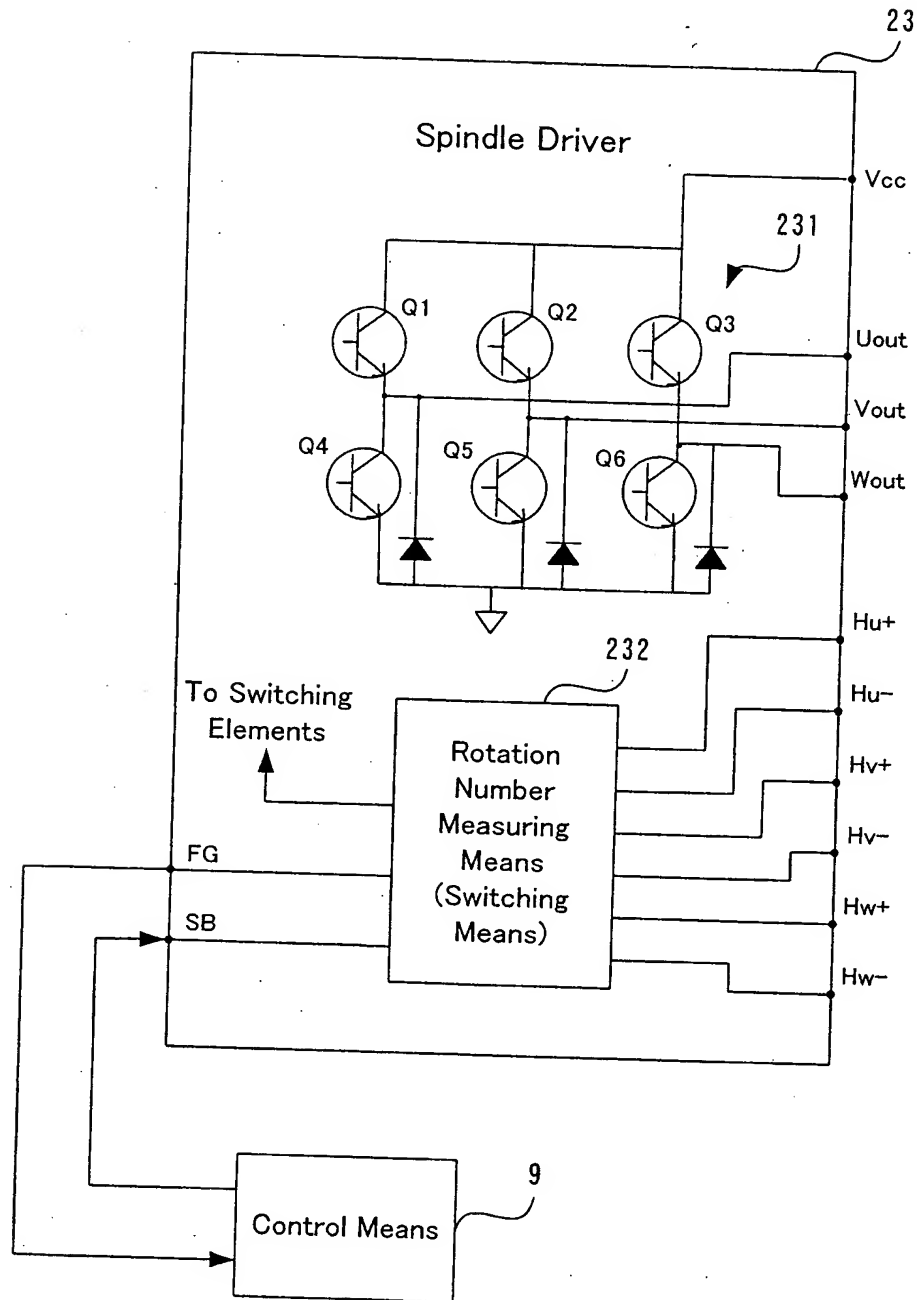 23
Spindle Driver
Vcc
231
Q1
Q2
Q3
Uout
Vout
Q4
Q5
Q6
Wout
Hu+
232
To Switching
Elements
Hu-
Rotation
Number
Measuring
Means
(Switching
Means)
Hv+
Hv-
FG
Hw+
SB
Hw-
9
Control Means